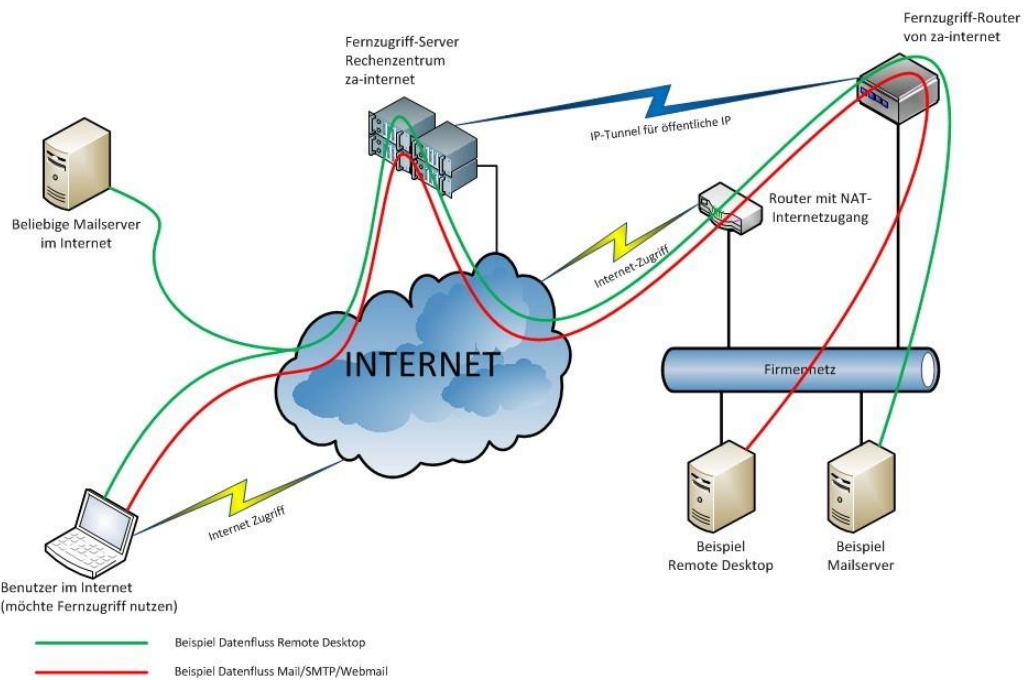 Fernzugriff-Router
von za-internet
Fernzugriff-Server
Rechenzentrum
za-internet
IP-Tunnel für öffentliche IP
Beliebige Mailserver
im Internet
Router mit NAT-
Internetzugang
Internet-Zugriff
INTERNET
Firmennetz
Internet Zugriff
Beispiel
Remote Desktop
Beispiel
Mailserver
Benutzer im Internet
(möchte Fernzugriff nutzen)
Beispiel Datenfluss Remote Desktop
Beispiel Datenfluss Mail/SMTP/Webmail